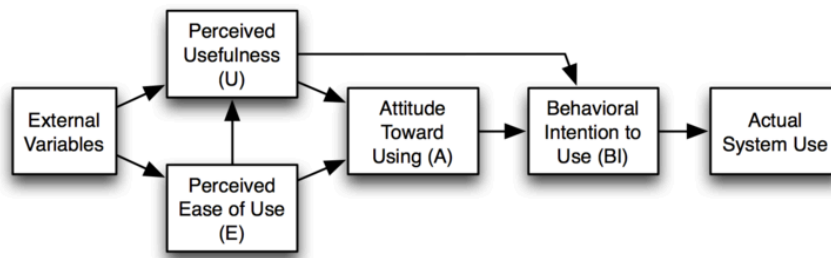 External
Variables
Perceived
Usefulness
(U)
Perceived
Ease of Use
(E)
Attitude
Toward
Using (A)
Behavioral
Intention to
Use (BI)
Actual
System Use